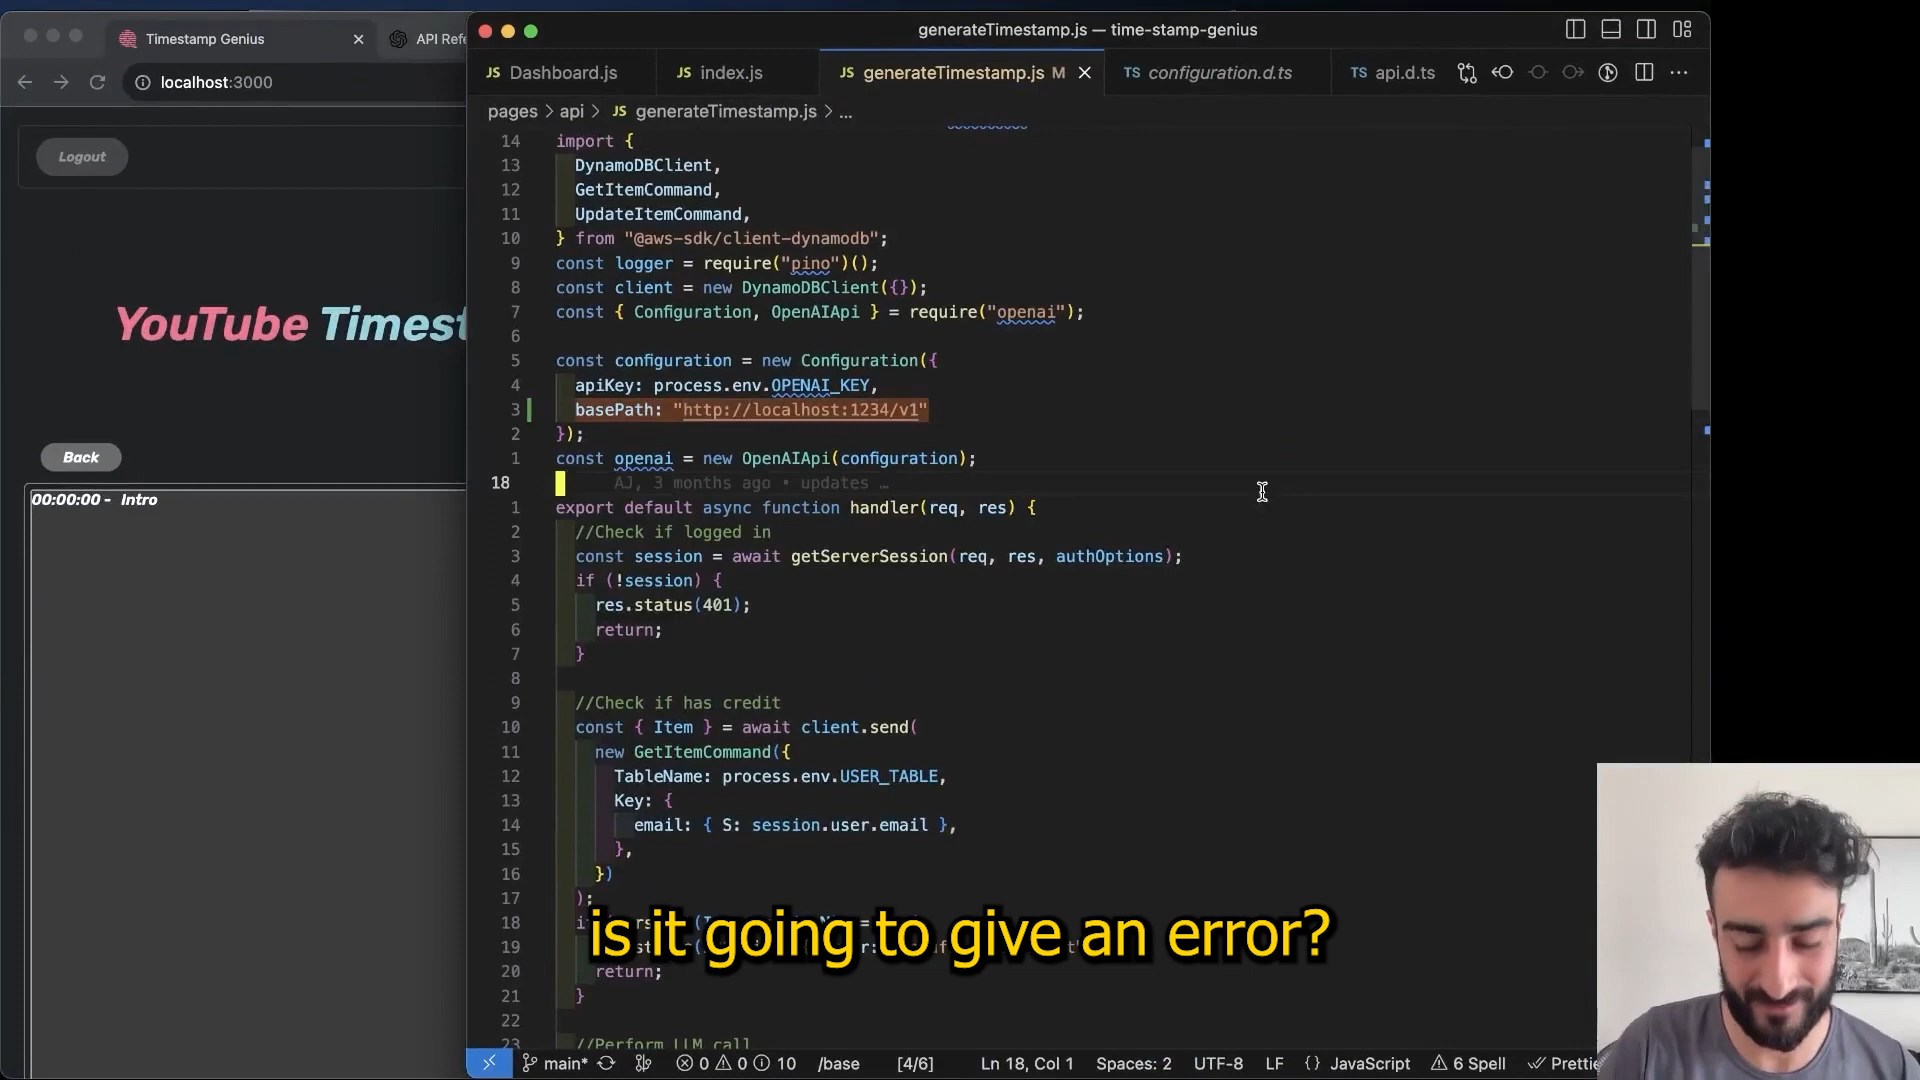 Timestamp Genius
API Refe
localhost:3000
Logout
YouTube Timest
Back
00:00:00 - Intro
generateTimestamp.js — time-stamp-genius
JS Dashboard.js
JS index.js
JS generateTimestamp.js M
TS configuration.d.ts
TS api.d.ts
pages > api > JS generateTimestamp.js > ...
14 import {
13 DynamoDBClient,
12 GetItemCommand,
11 UpdateItemCommand,
10 } from "@aws-sdk/client-dynamodb";
9 const logger = require("pino")();
8 const client = new DynamoDBClient({});
7 const { Configuration, OpenAIApi } = require("openai");
6
5 const configuration = new Configuration({
4 apiKey: process.env.OPENAI_KEY,
3 basePath: "http://localhost:1234/v1"
2 });
1 const openai = new OpenAIApi(configuration);
18 AJ, 3 months ago • updates …
1 export default async function handler(req, res) {
2 //Check if logged in
3 const session = await getServerSession(req, res, authOptions);
4 if (!session) {
5 res.status(401);
6 return;
7 }
8
9 //Check if has credit
10 const { Item } = await client.send(
11 new GetItemCommand({
12 TableName: process.env.USER_TABLE,
13 Key: {
14 email: { S: session.user.email },
15 },
16 })
17 );
18
19
is it going to give an error?
20 return;
21 }
22
23 //Perform LLM call
main* 0 0 10 /base [4/6] Ln 18, Col 1 Spaces: 2 UTF-8 LF {} JavaScript 6 Spell Prettie